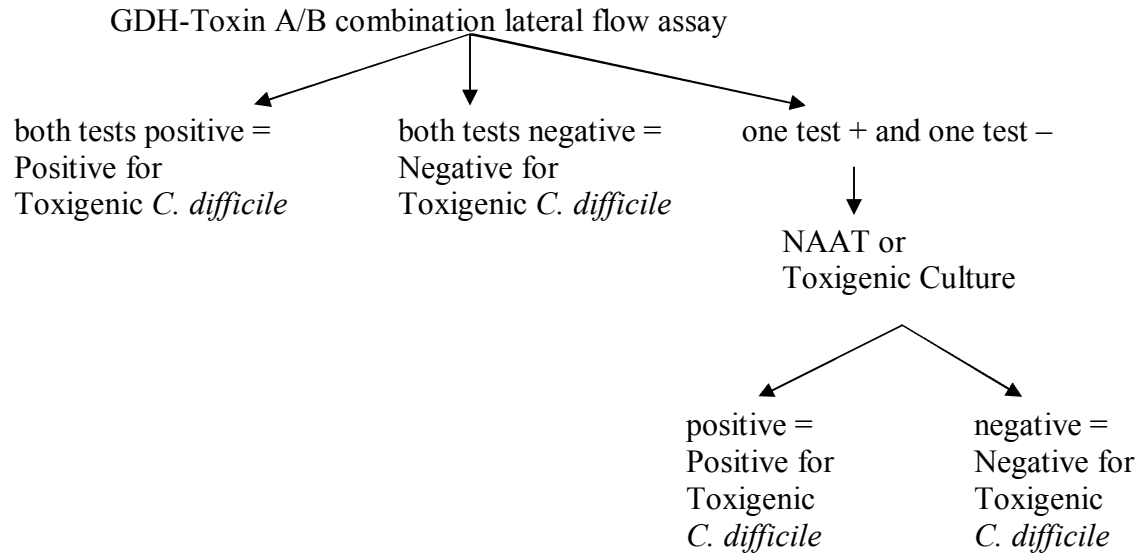 GDH-Toxin A/B combination lateral flow assay
both tests positive =
Positive for
Toxigenic C. difficile
both tests negative =
Negative for
Toxigenic C. difficile
one test + and one test –
NAAT or
Toxigenic Culture
positive =
Positive for
Toxigenic
C. difficile
negative =
Negative for
Toxigenic
C. difficile